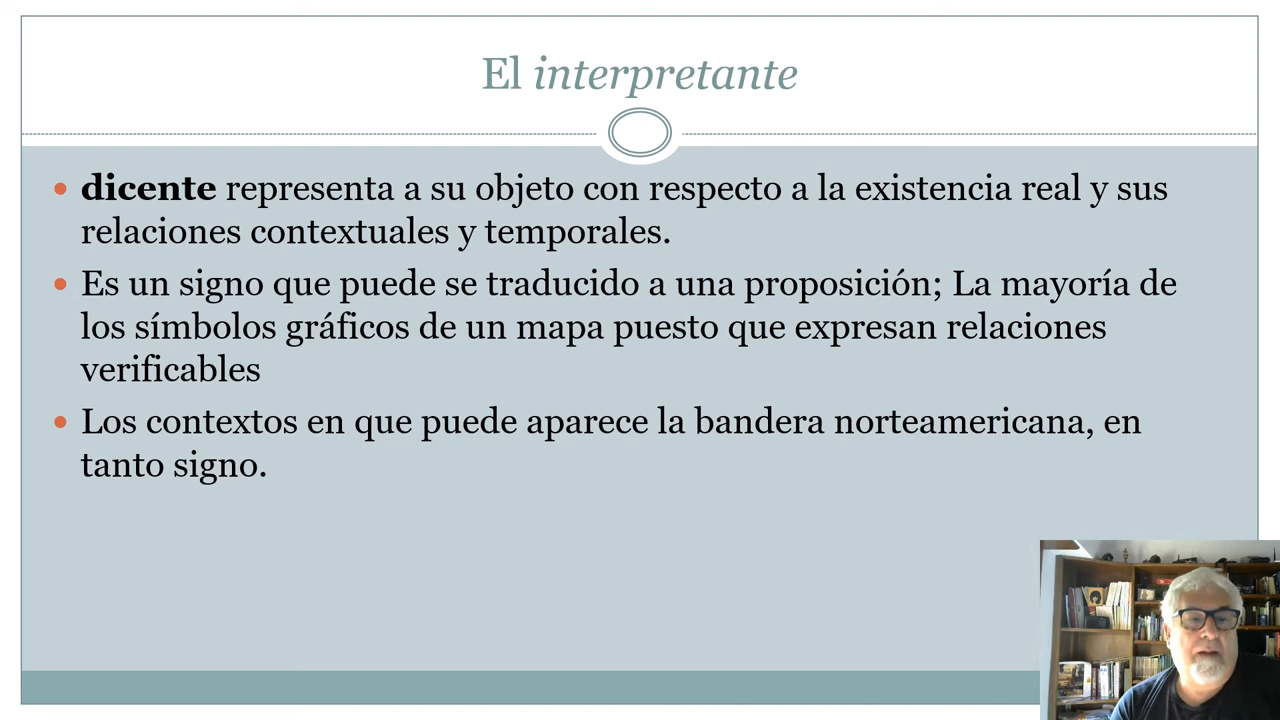 El interpretante
• dicente representa a su objeto con respecto a la existencia real y sus
relaciones contextuales y temporales.
• Es un signo que puede se traducido a una proposición; La mayoría de
los símbolos gráficos de un mapa puesto que expresan relaciones
verificables
• Los contextos en que puede aparece la bandera norteamericana, en
tanto signo.